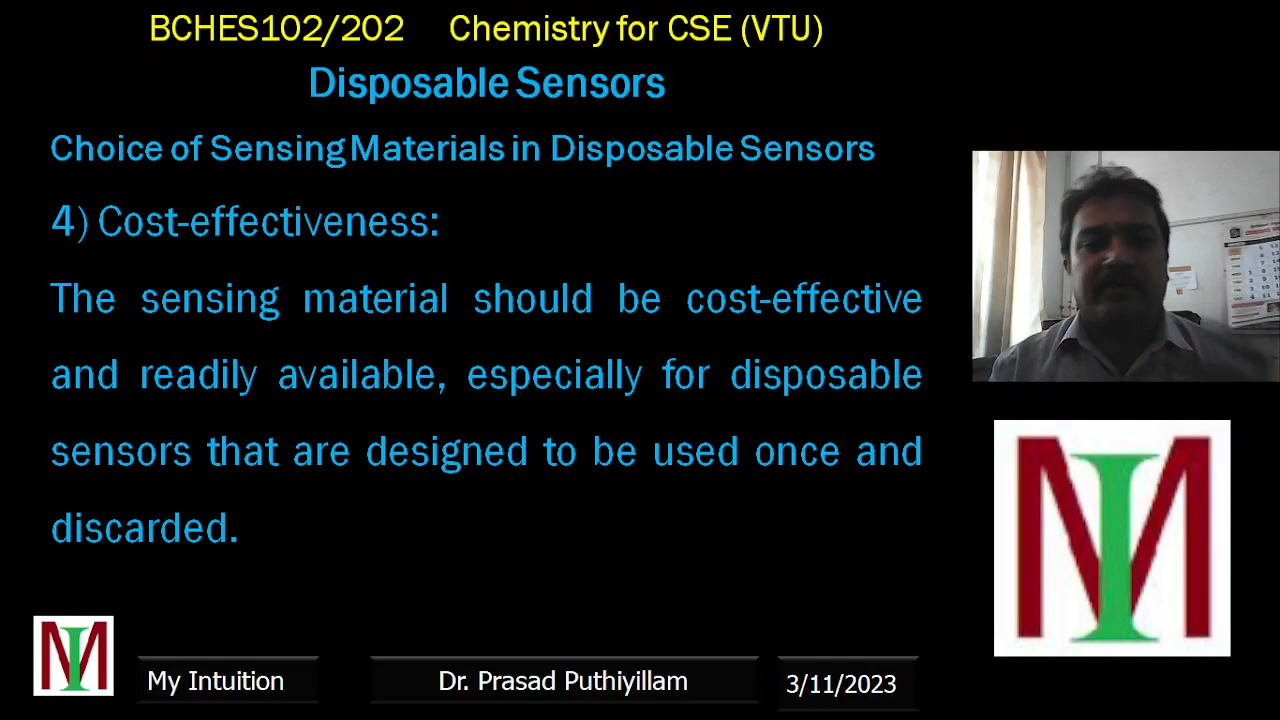 BCHES102/202 Chemistry for CSE (VTU)
Disposable Sensors
Choice of Sensing Materials in Disposable Sensors
4) Cost-effectiveness:
The sensing material should be cost-effective
and readily available, especially for disposable
sensors that are designed to be used once and
discarded.
MI
MI
My Intuition
Dr. Prasad Puthiyillam
3/11/2023